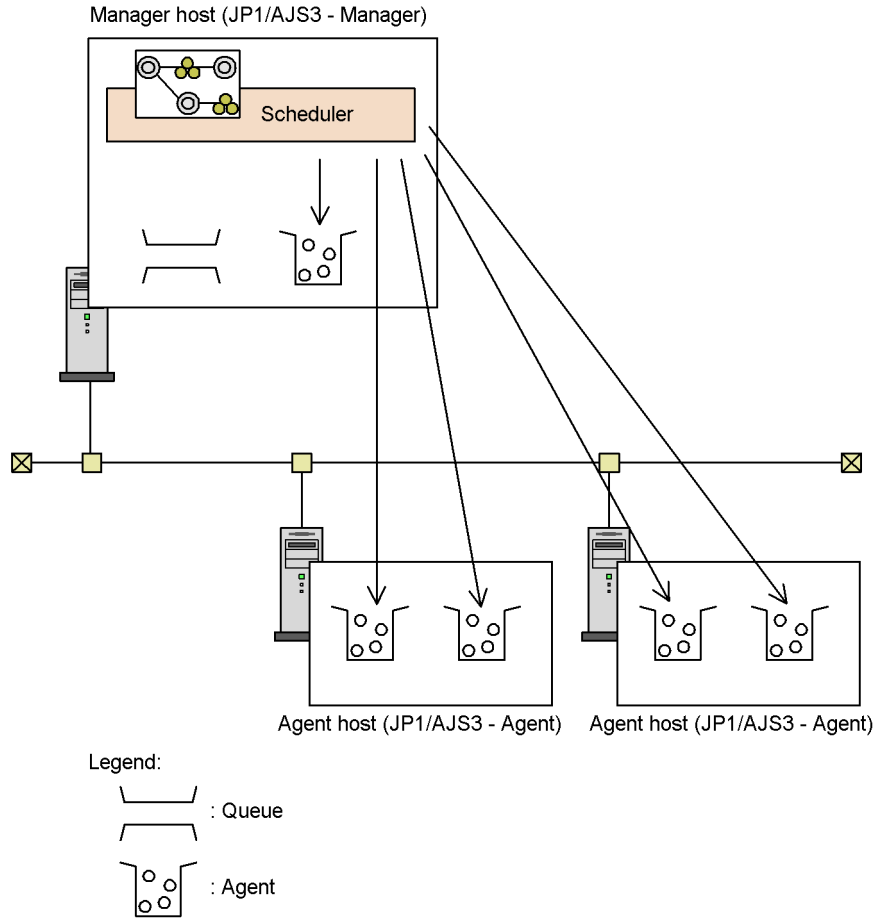 Manager host (JP1/AJS3 - Manager)
Scheduler
Agent host (JP1/AJS3 - Agent)
Agent host (JP1/AJS3 - Agent)
Legend:
: Queue
: Agent